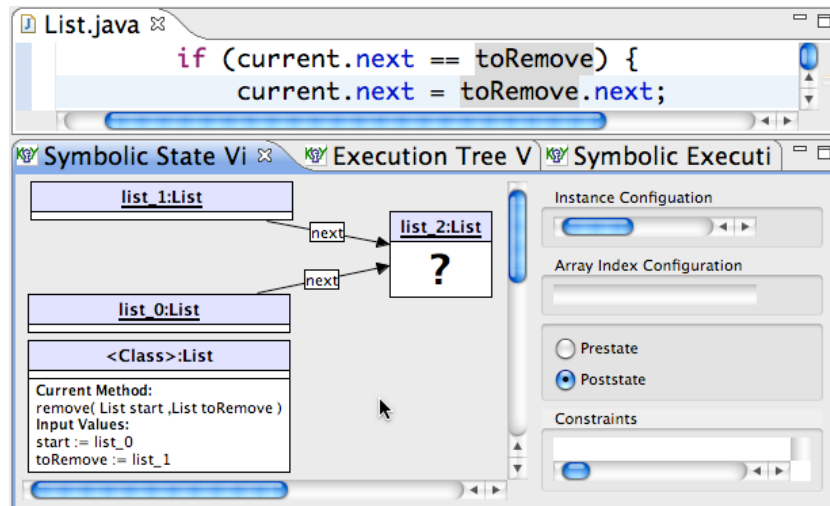 List.java
if (current.next == toRemove) {
current.next = toRemove.next;
Symbolic State Vi
Execution Tree V
Symbolic Executi
list_1:List
next
list_2:List
?
next
list_0:List
<Class>:List
Current Method:
remove( List start ,List toRemove )
Input Values:
start := list_0
toRemove := list_1
Instance Configuation
Array Index Configuration
Prestate
Poststate
Constraints